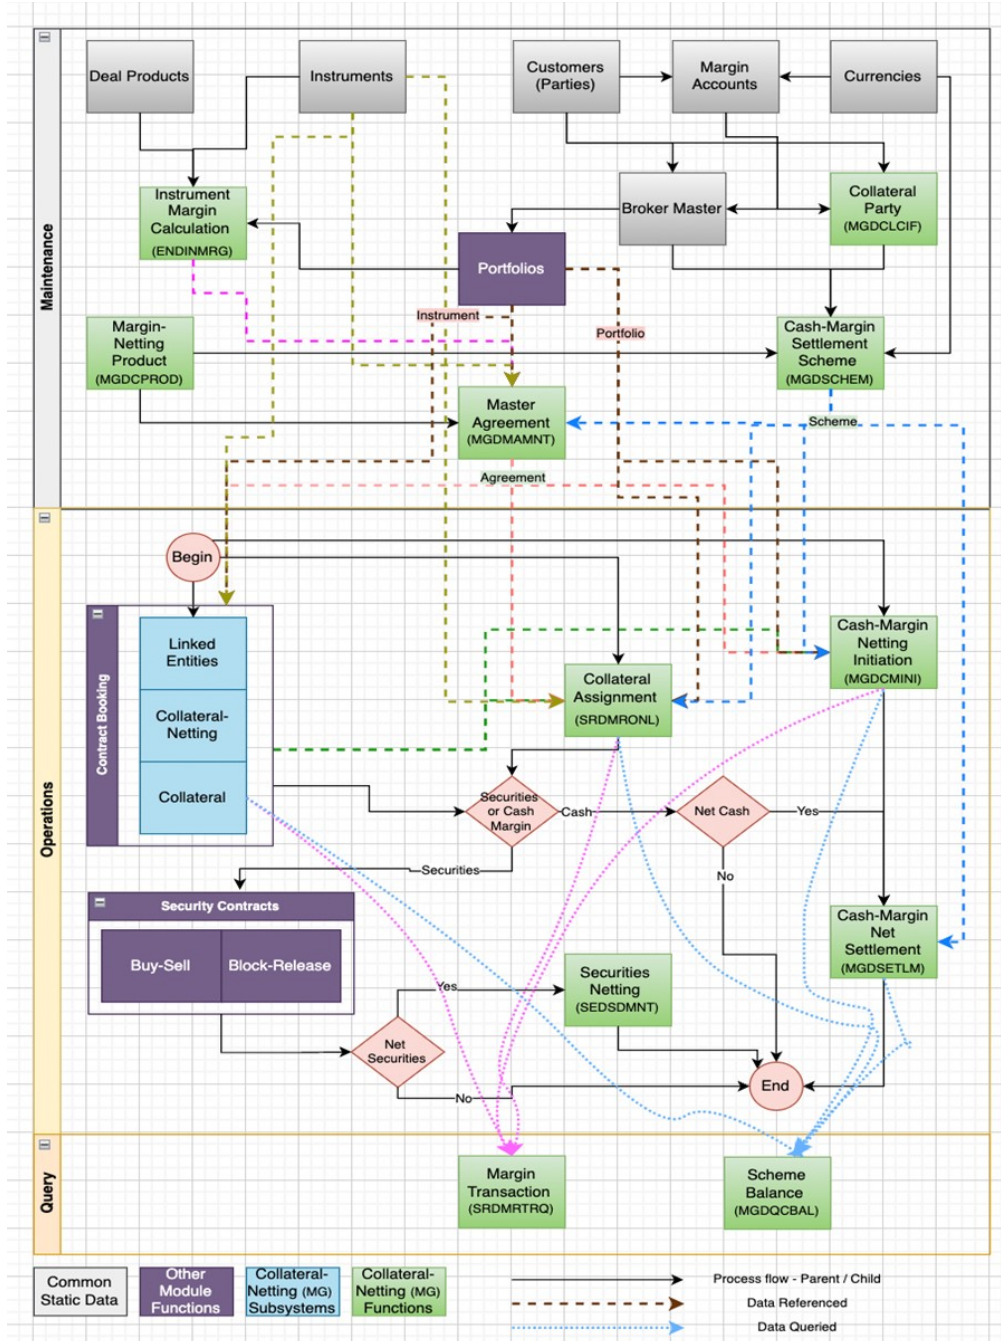 Maintenance
Deal Products
Instruments
Customers
(Parties)
Margin
Accounts
Currencies
Instrument
Margin
Calculation
(ENDINMRG)
Broker Master
Collateral
Party
(MGDCLCIF)
Portfolios
Instrument
Portfolio
Margin-
Netting
Product
(MGDCPROD)
Cash-Margin
Settlement
Scheme
(MGDSCHEM)
Master
Agreement
(MGDMAMNT)
Scheme
Agreement
Operations
Begin
Contract Booking
Linked
Entities
Collateral-
Netting
Collateral
Cash-Margin
Netting
Initiation
(MGDCMINI)
Collateral
Assignment
(SRDMRONL)
Securities
or Cash
Margin
Cash
Net Cash
Yes
No
Securities
Security Contracts
Buy-Sell
Block-Release
Cash-Margin
Net
Settlement
(MGDSETLM)
Yes
Securities
Netting
(SEDSDMNT)
Net
Securities
No
End
Query
Margin
Transaction
(SRDMRTRQ)
Scheme
Balance
(MGDQCBAL)
Common
Static Data
Other
Module
Functions
Collateral-
Netting (MG)
Subsystems
Collateral-
Netting (MG)
Functions
Process flow - Parent / Child
Data Referenced
Data Queried